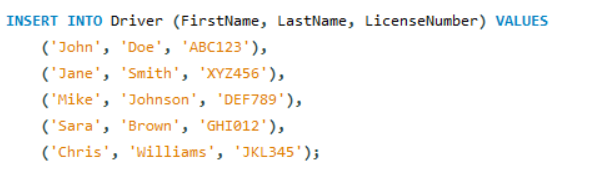 INSERT INTO Driver (FirstName, LastName, LicenseNumber) VALUES
('John', 'Doe', 'ABC123'),
('Jane', 'Smith', 'XYZ456'),
('Mike', 'Johnson', 'DEF789'),
('Sara', 'Brown', 'GHI012'),
('Chris', 'Williams', 'JKL345');